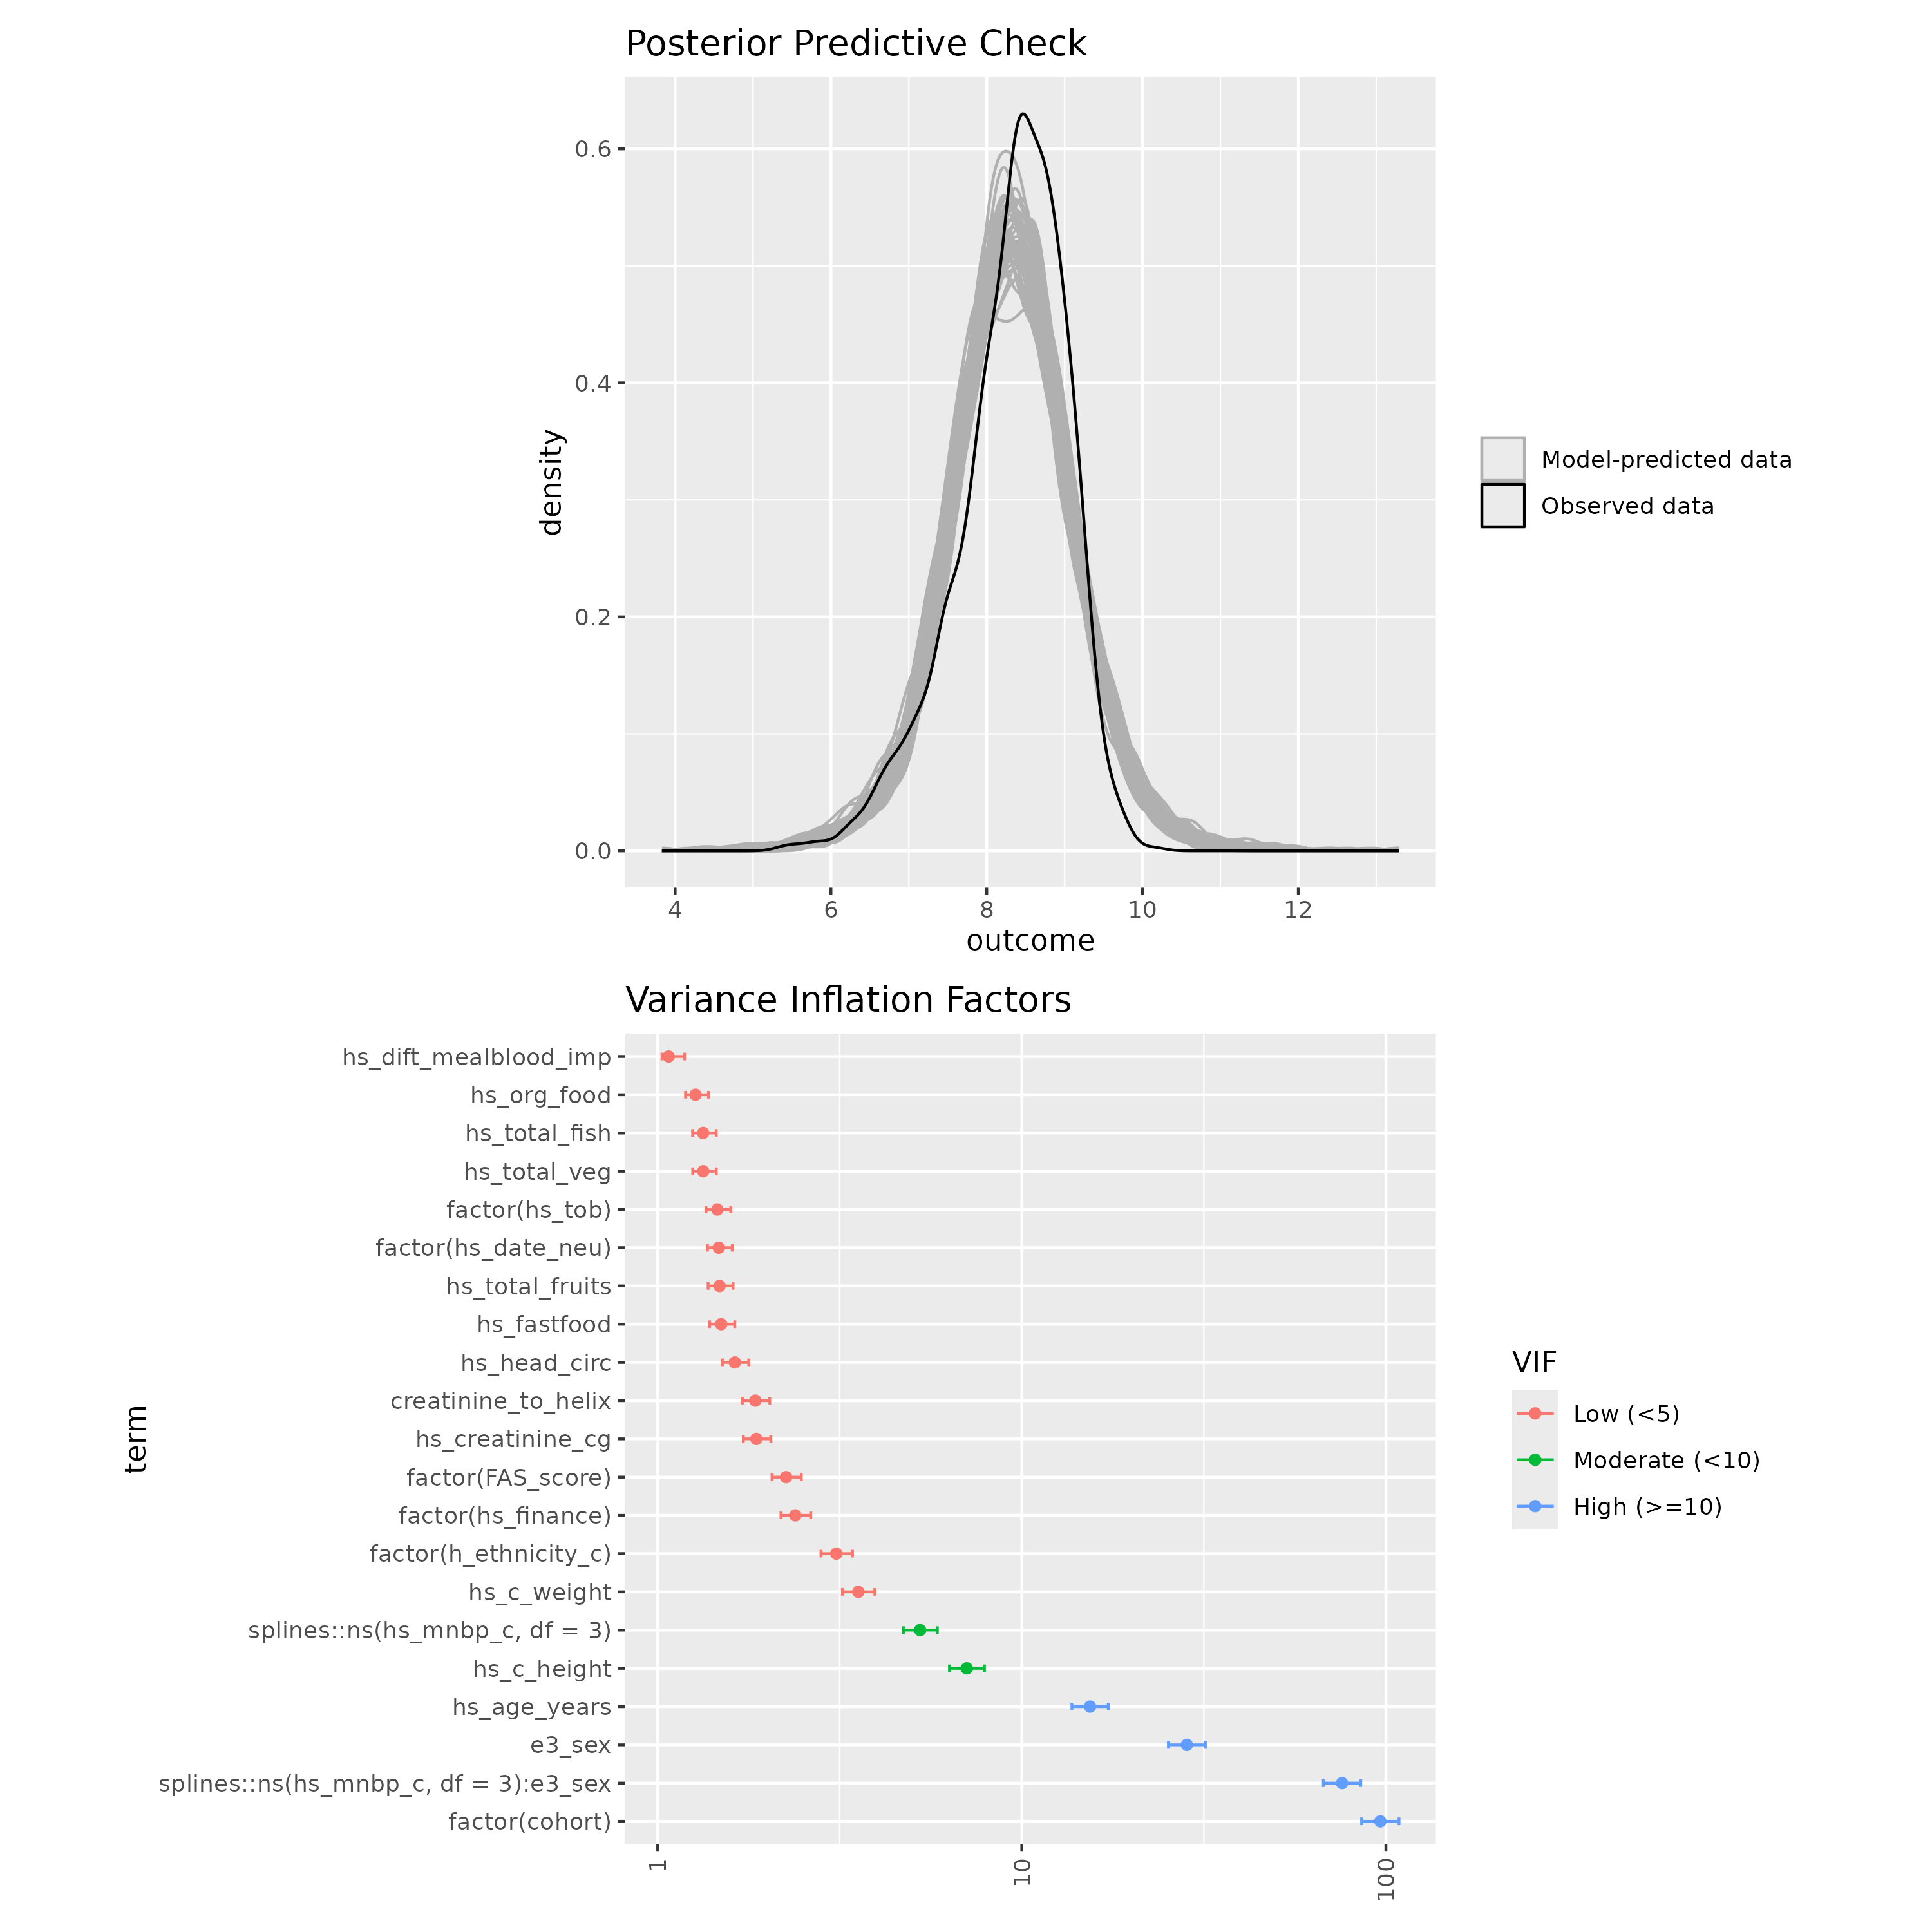 Posterior Predictive Check
density
0.6
0.4
0.2
0.0
4 6 8 10 12
outcome
Model-predicted data
Observed data
Variance Inflation Factors
term
hs_dift_mealblood_imp
hs_org_food
hs_total_fish
hs_total_veg
factor(hs_tob)
factor(hs_date_neu)
hs_total_fruits
hs_fastfood
hs_head_circ
creatinine_to_helix
hs_creatinine_cg
factor(FAS_score)
factor(hs_finance)
factor(h_ethnicity_c)
hs_c_weight
splines::ns(hs_mnbp_c, df = 3)
hs_c_height
hs_age_years
e3_sex
splines::ns(hs_mnbp_c, df = 3):e3_sex
factor(cohort)
1 10 100
VIF
Low (<5)
Moderate (<10)
High (>=10)